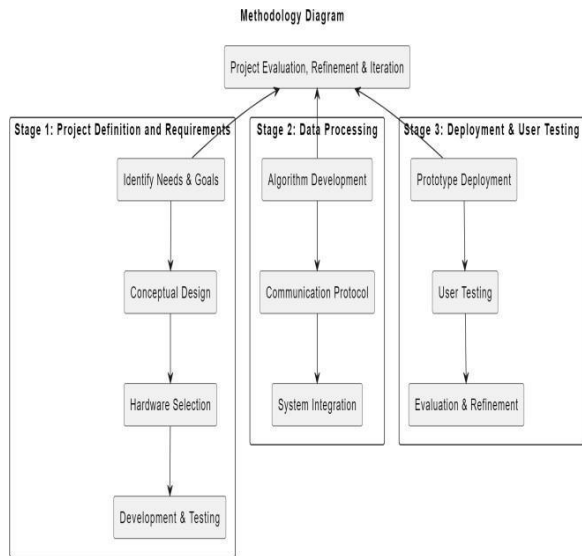 Methodology Diagram
Project Evaluation, Refinement & Iteration
Stage 1: Project Definition and Requirements
Identify Needs & Goals
Conceptual Design
Hardware Selection
Development & Testing
Stage 2: Data Processing
Algorithm Development
Communication Protocol
System Integration
Stage 3: Deployment & User Testing
Prototype Deployment
User Testing
Evaluation & Refinement